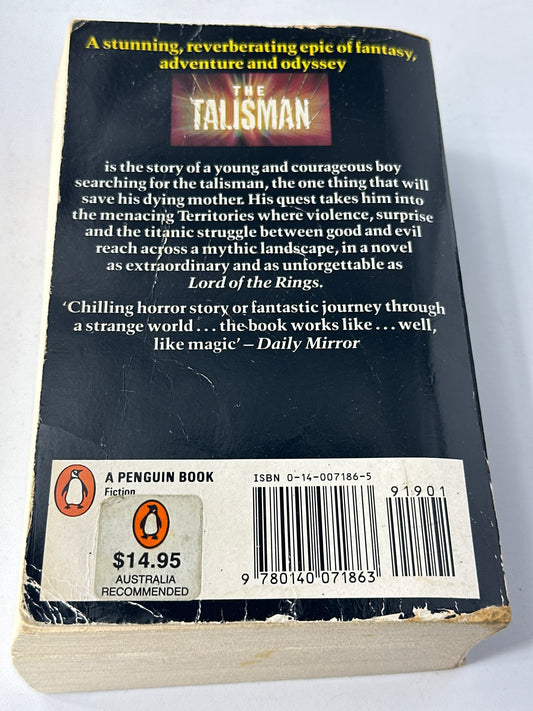 A stunning, reverberating epic of fantasy,
adventure and odyssey
THE
TALISMAN
is the story of a young and courageous boy
searching for the talisman, the one thing that will
save his dying mother. His quest takes him into
the menacing Territories where violence, surprise
and the titanic struggle between good and evil
reach across a mythic landscape, in a novel
as extraordinary and as unforgettable as
Lord of the Rings.
‘Chilling horror story or fantastic journey through
a strange world . . . the book works like . . . well,
like magic’ – Daily Mirror
A PENGUIN BOOK
Fiction
$14.95
AUSTRALIA
RECOMMENDED
ISBN 0-14-007186-5
91901
9 780140 071863